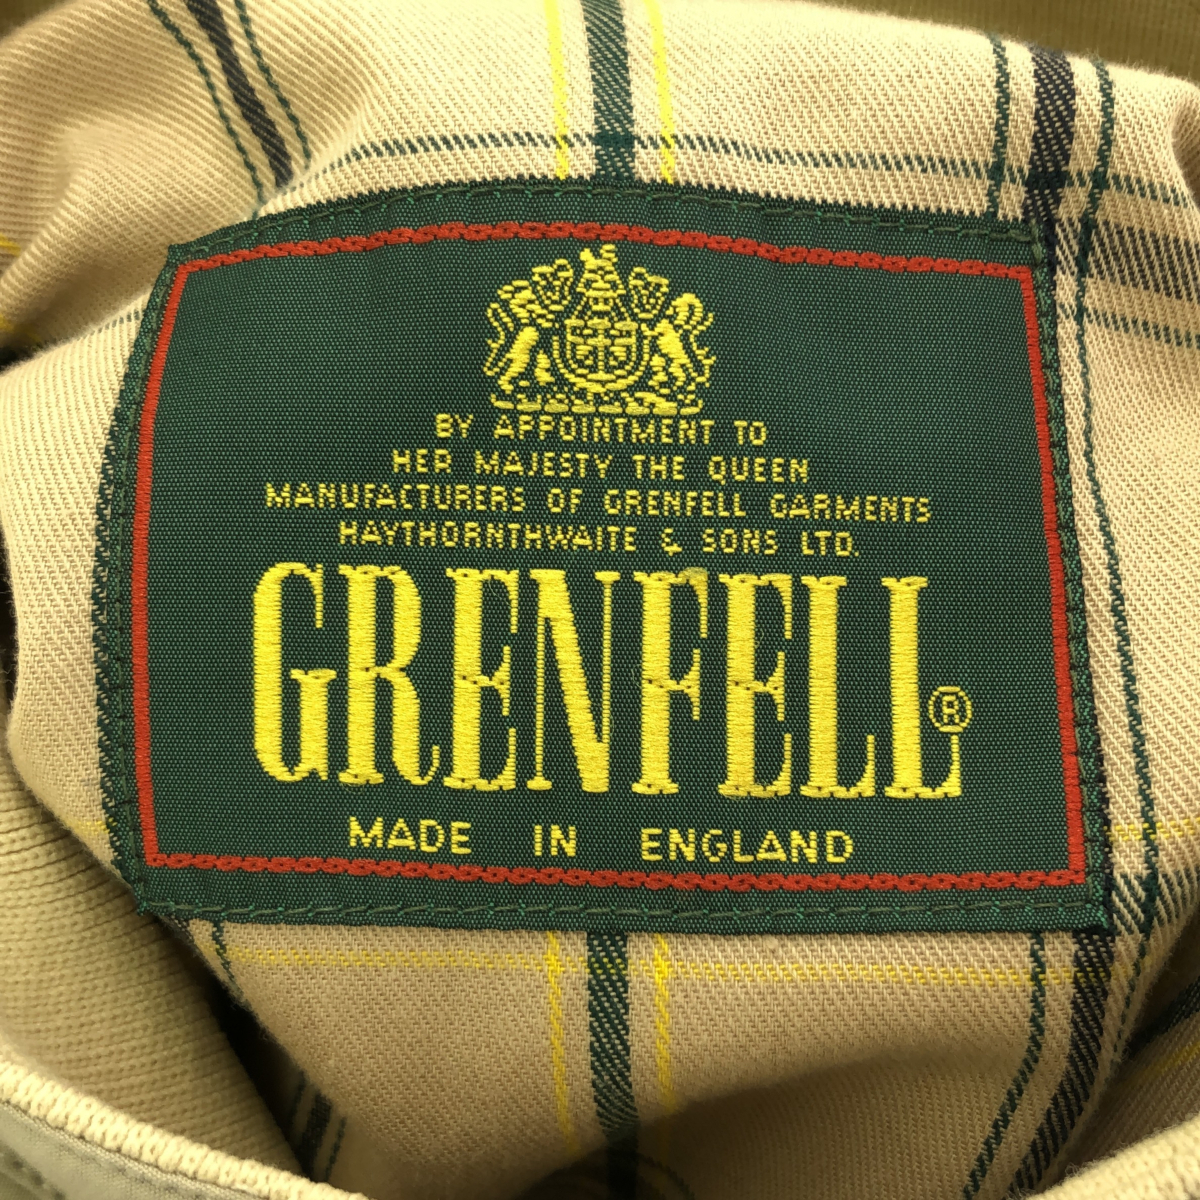 BY APPOINTMENT TO
HER MAJESTY THE QUEEN
MANUFACTURERS OF GRENFELL GARMENTS
HAYTHORNTHWAITE & SONS LTD.
GRENFELL®
MADE IN ENGLAND